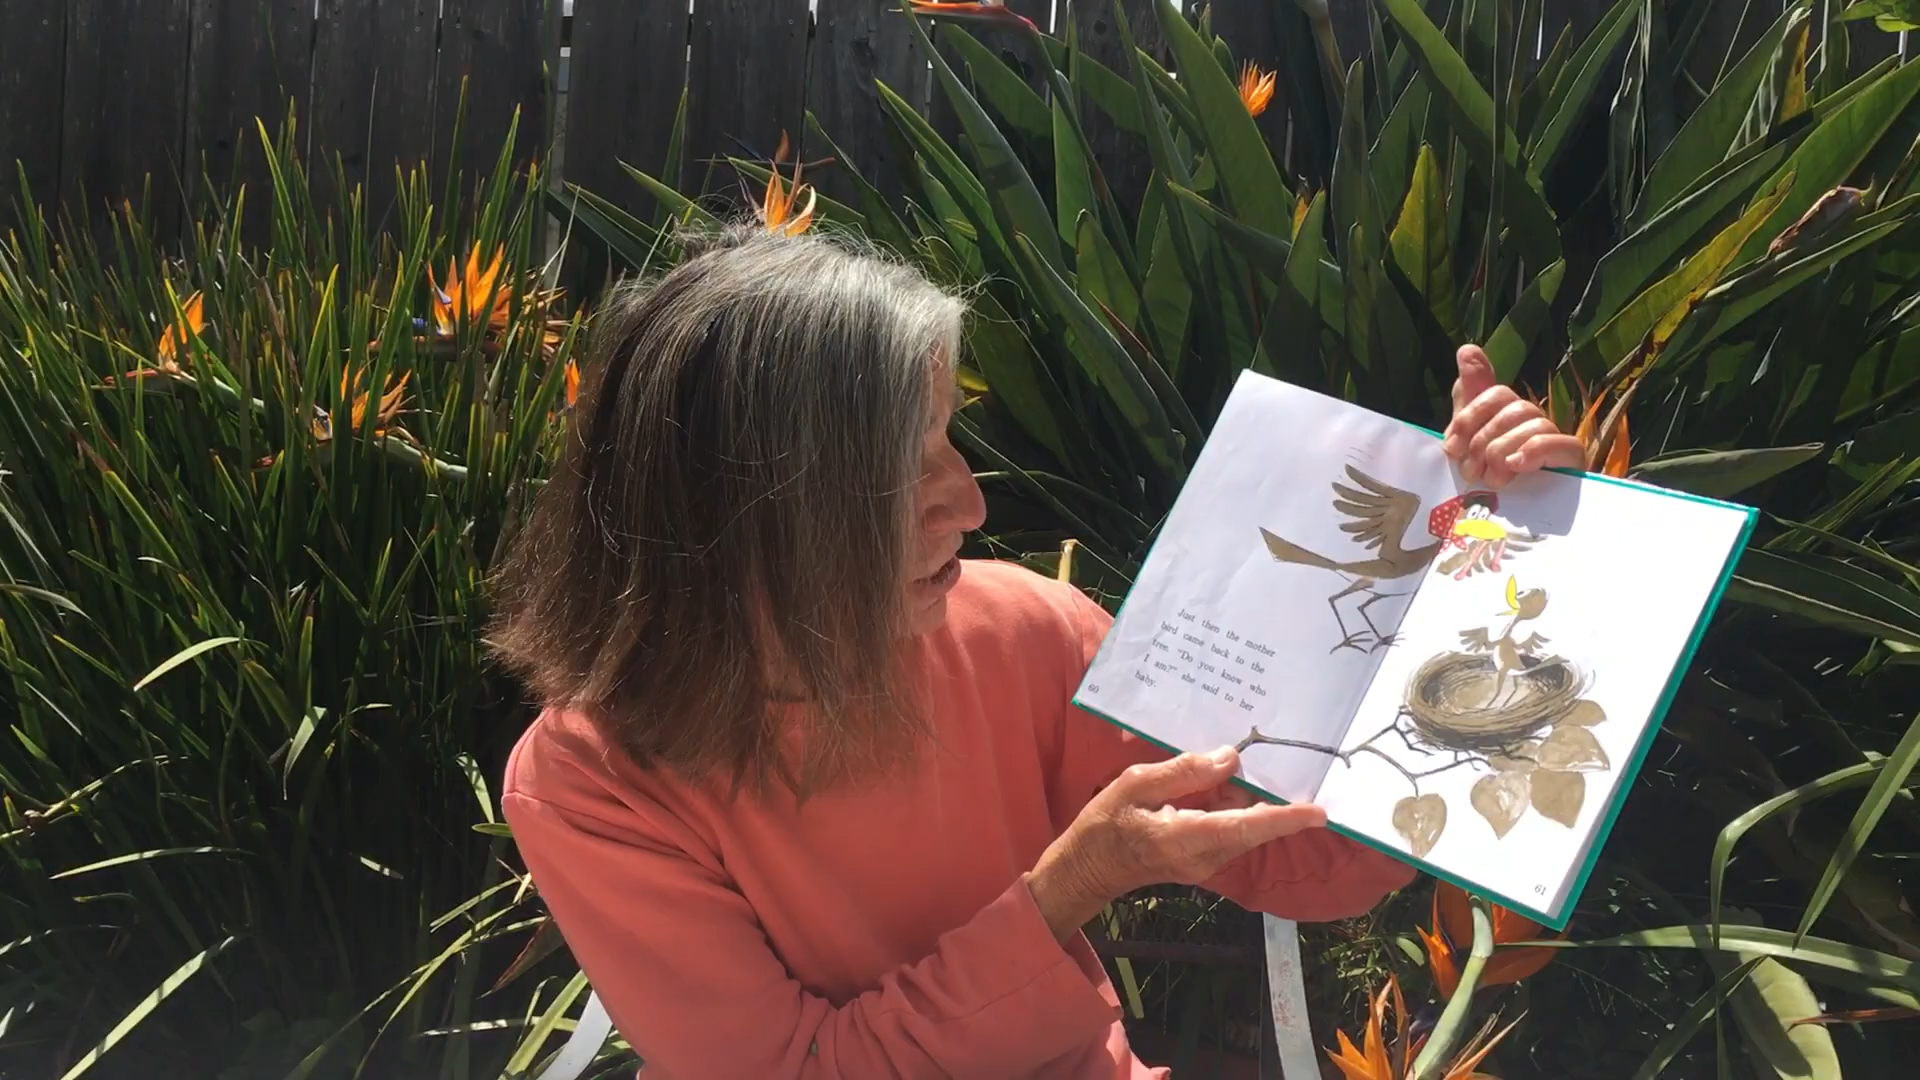 Just then the mother
bird came back to the
tree. "Do you know who
I am?" she said to her
baby.
60
61